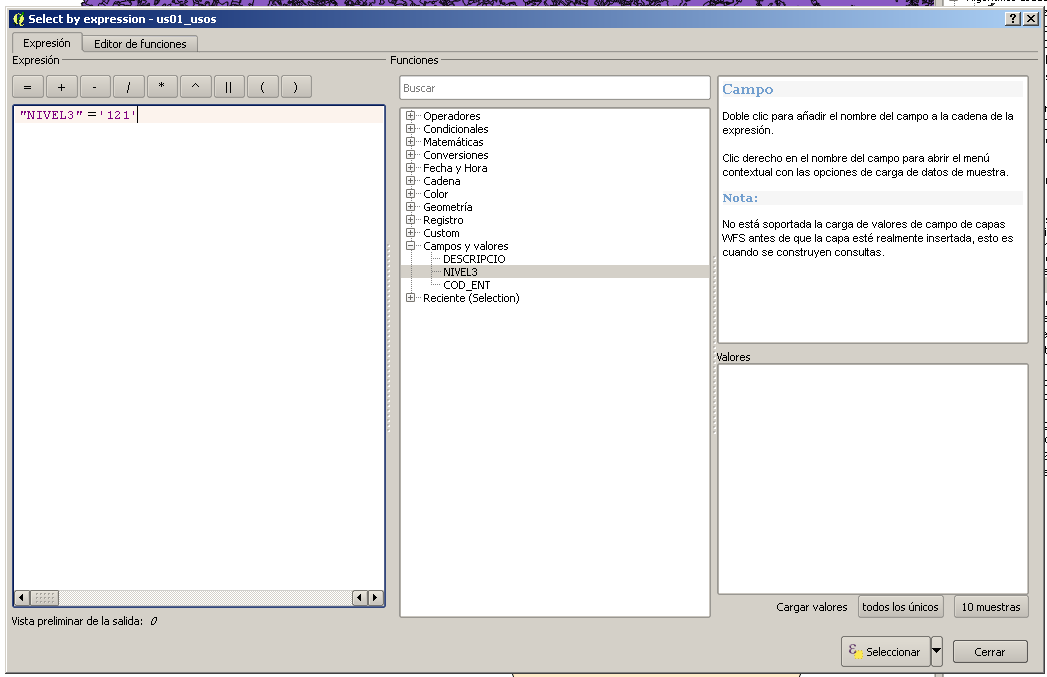 Select by expression - us01_usos
Expresión
Editor de funciones
Expresión
Funciones
= + - / * ^ || ( )
"NIVEL3" ='121'
Vista preliminar de la salida: 0
Buscar
Operadores
Condicionales
Matemáticas
Conversiones
Fecha y Hora
Cadena
Color
Geometría
Registro
Custom
Campos y valores
DESCRIPCIO
NIVEL3
COD_ENT
Reciente (Selection)
Campo
Doble clic para añadir el nombre del campo a la cadena de la
expresión.
Clic derecho en el nombre del campo para abrir el menú
contextual con las opciones de carga de datos de muestra.
Nota:
No está soportada la carga de valores de campo de capas
WFS antes de que la capa esté realmente insertada, esto es
cuando se construyen consultas.
Valores
Cargar valores
todos los únicos
10 muestras
Seleccionar
Cerrar